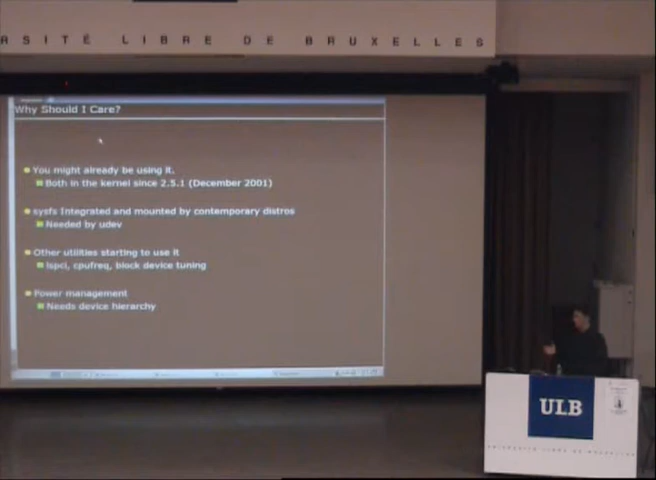 RSITÉ LIBRE DE BRUXELLES
Why Should I Care?
You might already be using it.
Both in the kernel since 2.5.1 (December 2001)
sysfs Integrated and mounted by contemporary distros
Needed by udev
Other utilities starting to use it
lspci, cpufreq, block device tuning
Power management
Needs device hierarchy
ULB